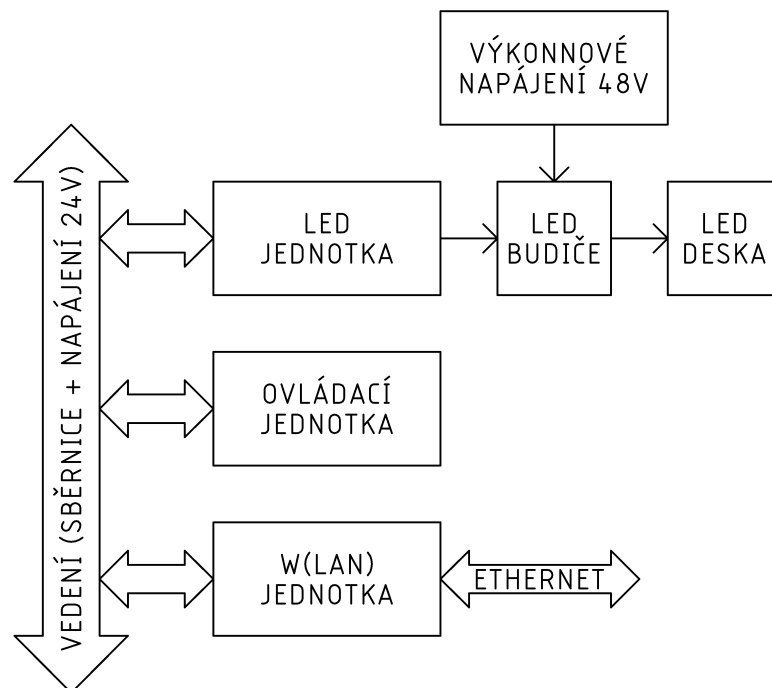 VÝKONNOVÉ
NAPÁJENÍ 48V
LED
JEDNOTKA
LED
BUDIČE
LED
DESKA
VEDENÍ (SBĚRNICE + NAPÁJENÍ 24V)
OVLÁDACÍ
JEDNOTKA
W(LAN)
JEDNOTKA
ETHERNET